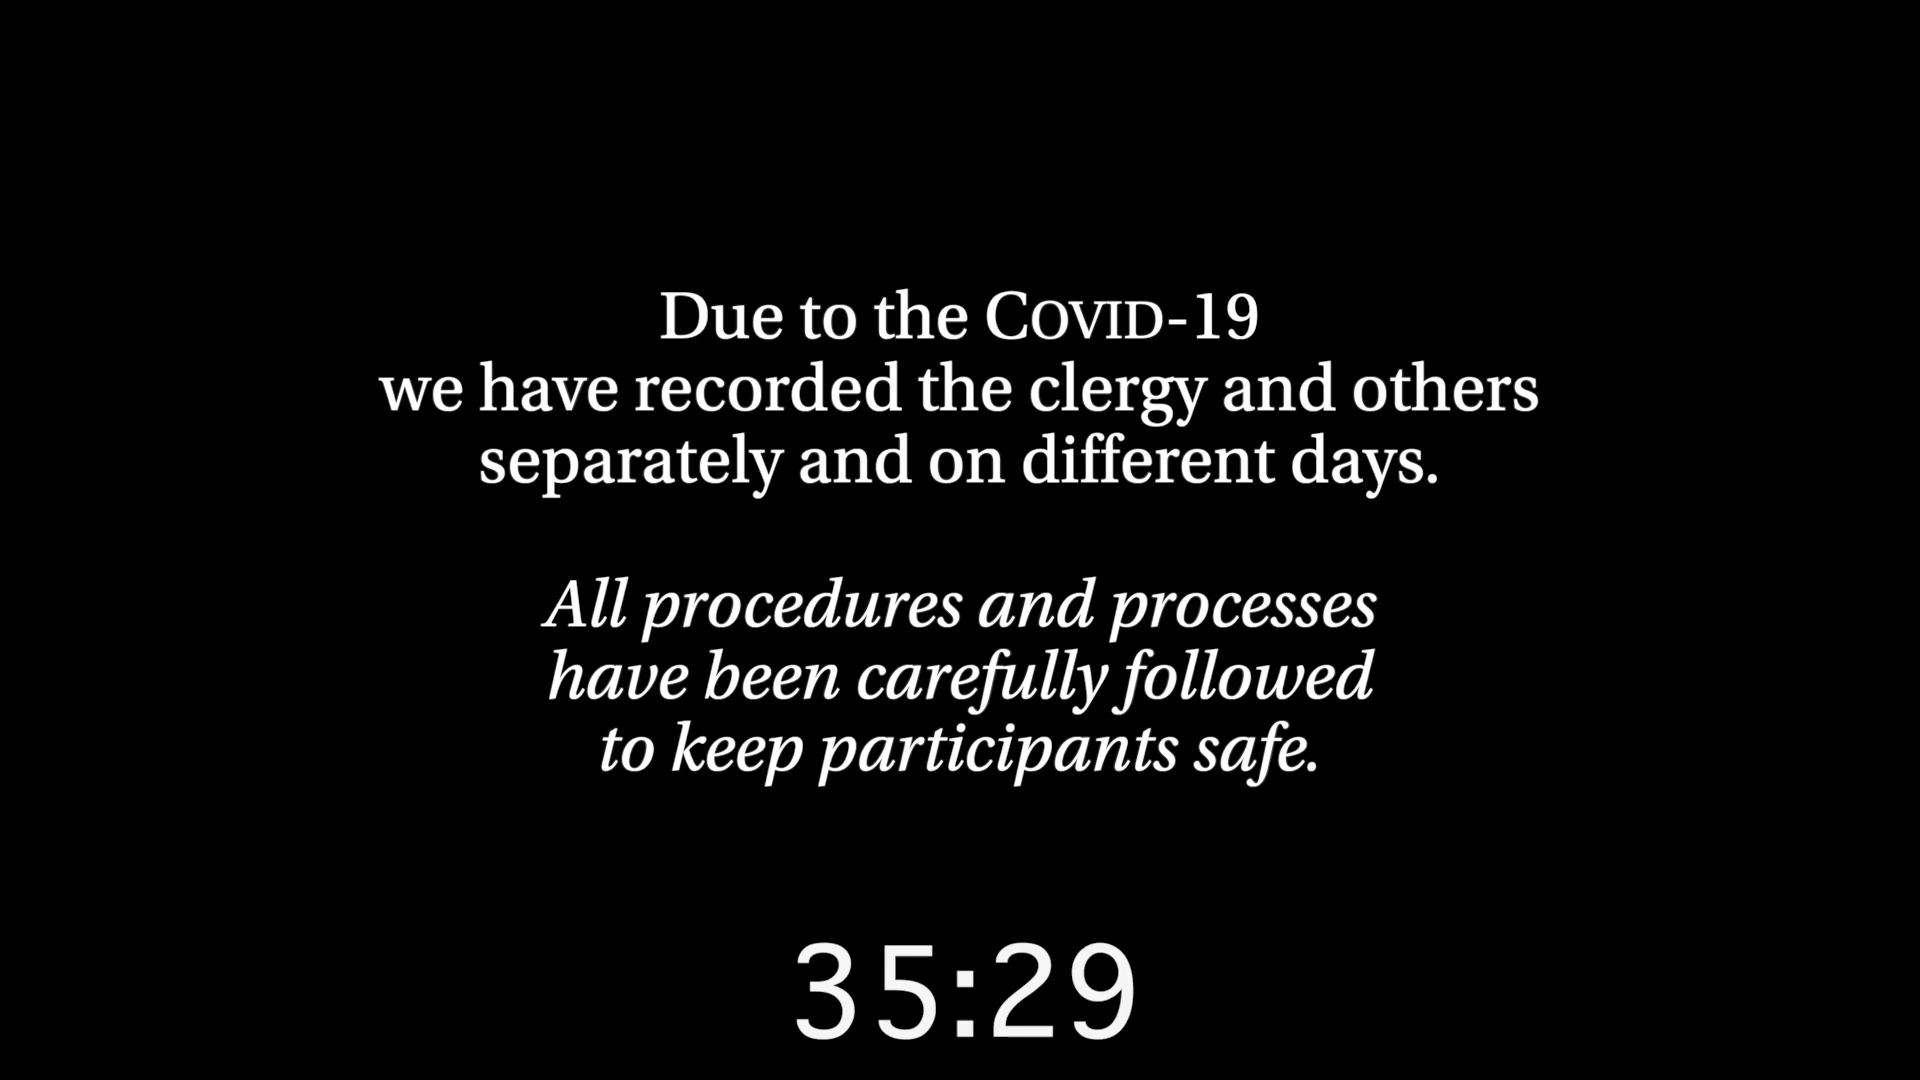 Due to the COVID-19
we have recorded the clergy and others
separately and on different days.
All procedures and processes
have been carefully followed
to keep participants safe.
35:29